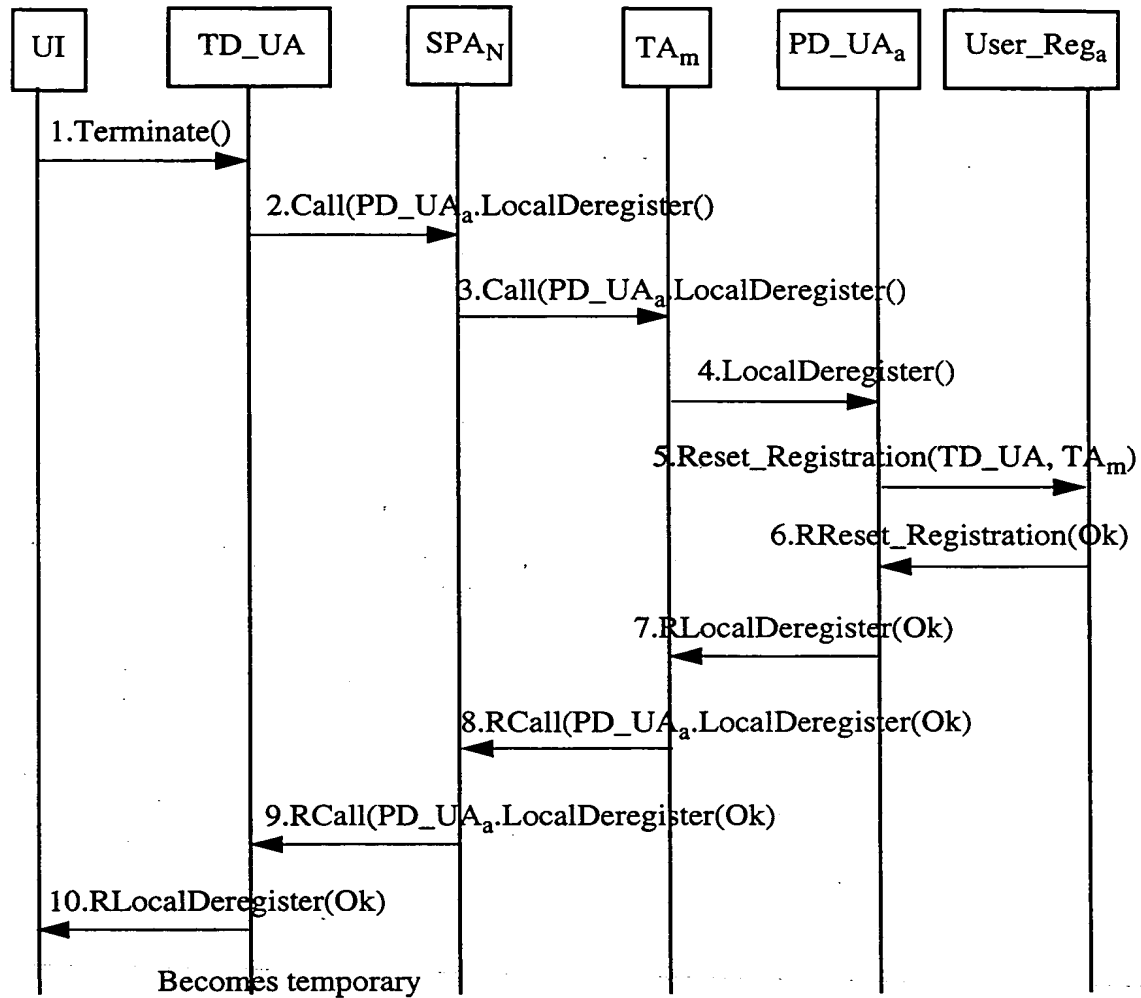 UI TD_UA SPA_N TA_m PD_UA_a User_Reg_a
1.Terminate()
2.Call(PD_UA_a.LocalDeregister()
3.Call(PD_UA_a.LocalDeregister()
4.LocalDeregister()
5.Reset_Registration(TD_UA, TA_m)
6.RReset_Registration(Ok)
7.RLocalDeregister(Ok)
8.RCall(PD_UA_a.LocalDeregister(Ok)
9.RCall(PD_UA_a.LocalDeregister(Ok)
10.RLocalDeregister(Ok)
Becomes temporary